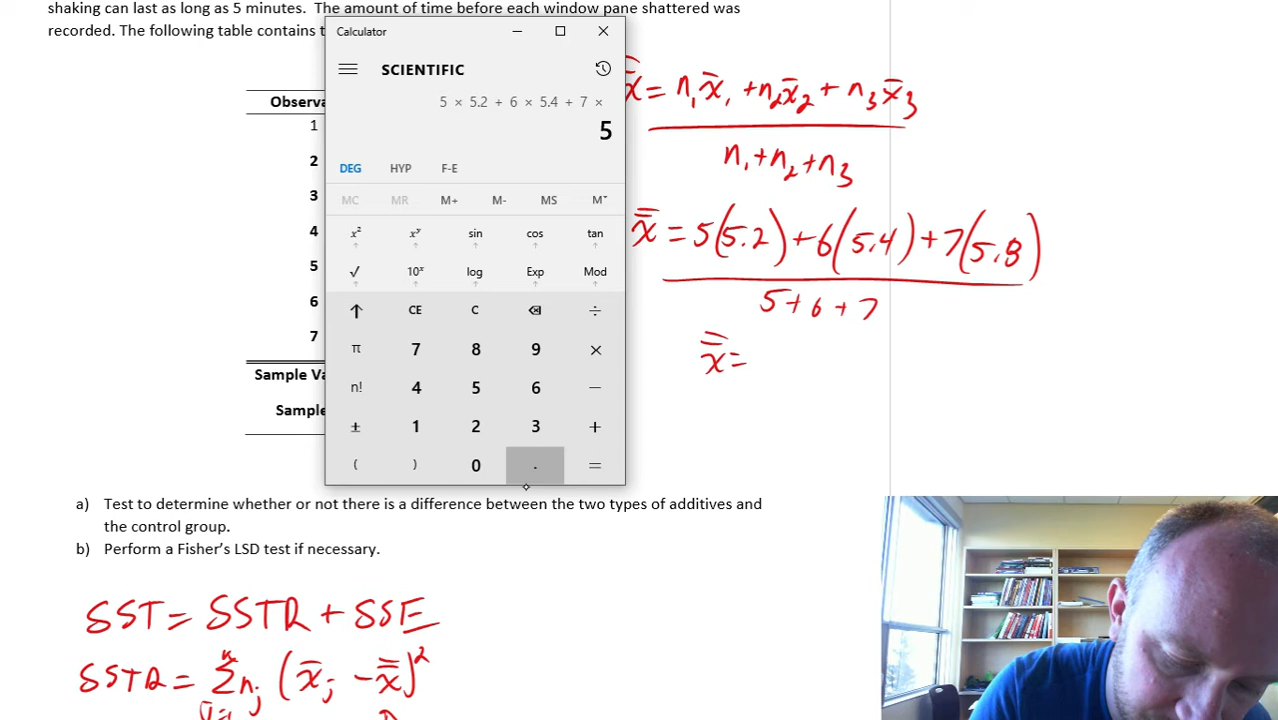 shaking can last as long as 5 minutes. The amount of time before each window pane shattered was
recorded. The following table contains t
Calculator
SCIENTIFIC
5 × 5.2 + 6 × 5.4 + 7 ×
5
DEG HYP F-E
MC MR M+ M- MS M˅
x² xʸ sin cos tan
√ 10ˣ log Exp Mod
↑ CE C ⌫ ÷
π 7 8 9 ×
n! 4 5 6 −
± 1 2 3 +
( ) 0 . =
Observa
1
2
3
4
5
6
7
Sample Va
Sample
x̿ = n₁x̄₁ + n₂x̄₂ + n₃x̄₃
n₁ + n₂ + n₃
x̿ = 5(5.2) + 6(5.4) + 7(5.8)
5 + 6 + 7
x̿ =
a) Test to determine whether or not there is a difference between the two types of additives and
the control group.
b) Perform a Fisher's LSD test if necessary.
SST = SSTR + SSE
SSTR = Σ nⱼ (x̄ⱼ - x̿)²